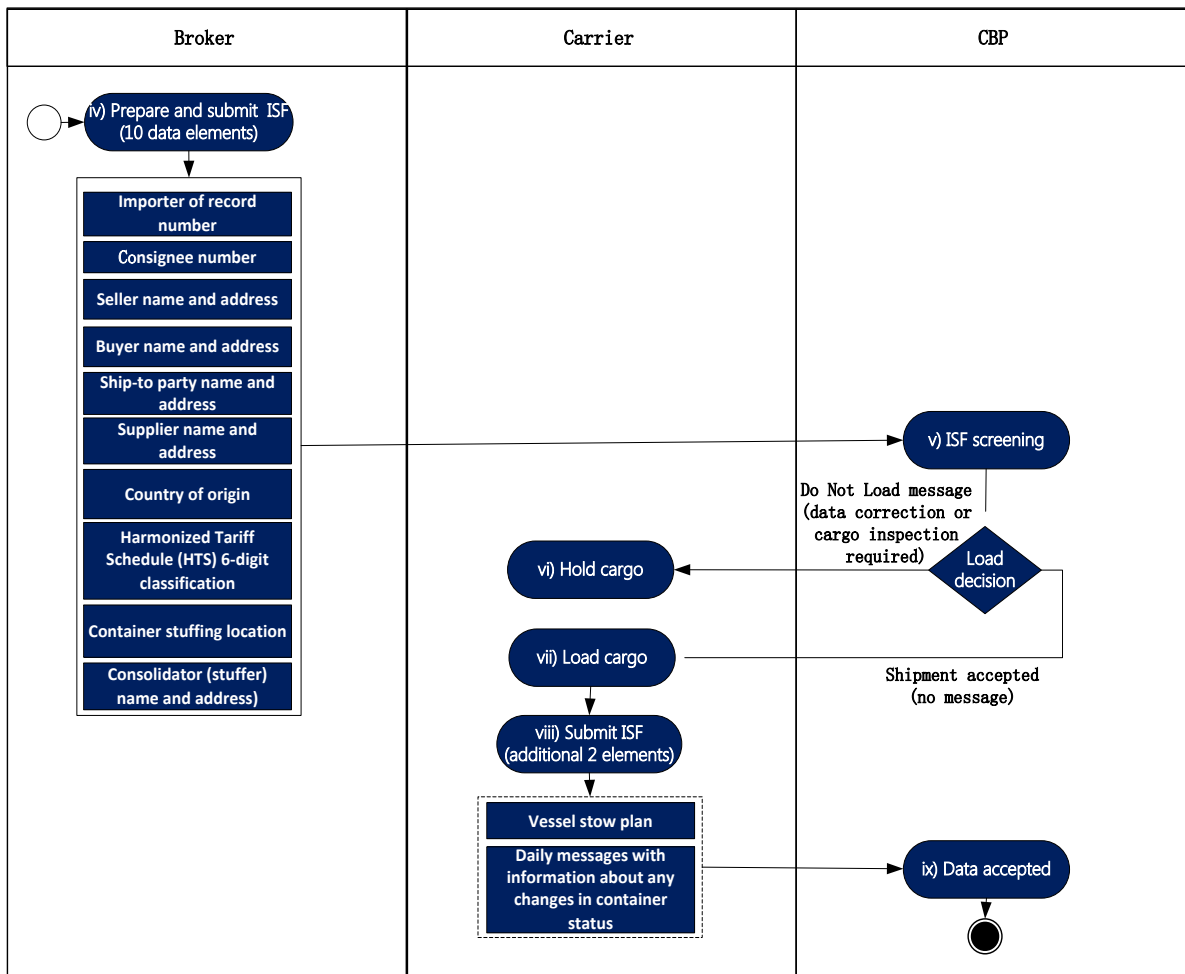 Broker
Carrier
CBP
iv) Prepare and submit ISF
(10 data elements)
Importer of record
number
Consignee number
Seller name and address
Buyer name and address
Ship-to party name and
address
Supplier name and
address
Country of origin
Harmonized Tariff
Schedule (HTS) 6-digit
classification
Container stuffing location
Consolidator (stuffer)
name and address)
v) ISF screening
Do Not Load message
(data correction or
cargo inspection
required)
Load
decision
vi) Hold cargo
vii) Load cargo
Shipment accepted
(no message)
viii) Submit ISF
(additional 2 elements)
Vessel stow plan
Daily messages with
information about any
changes in container
status
ix) Data accepted